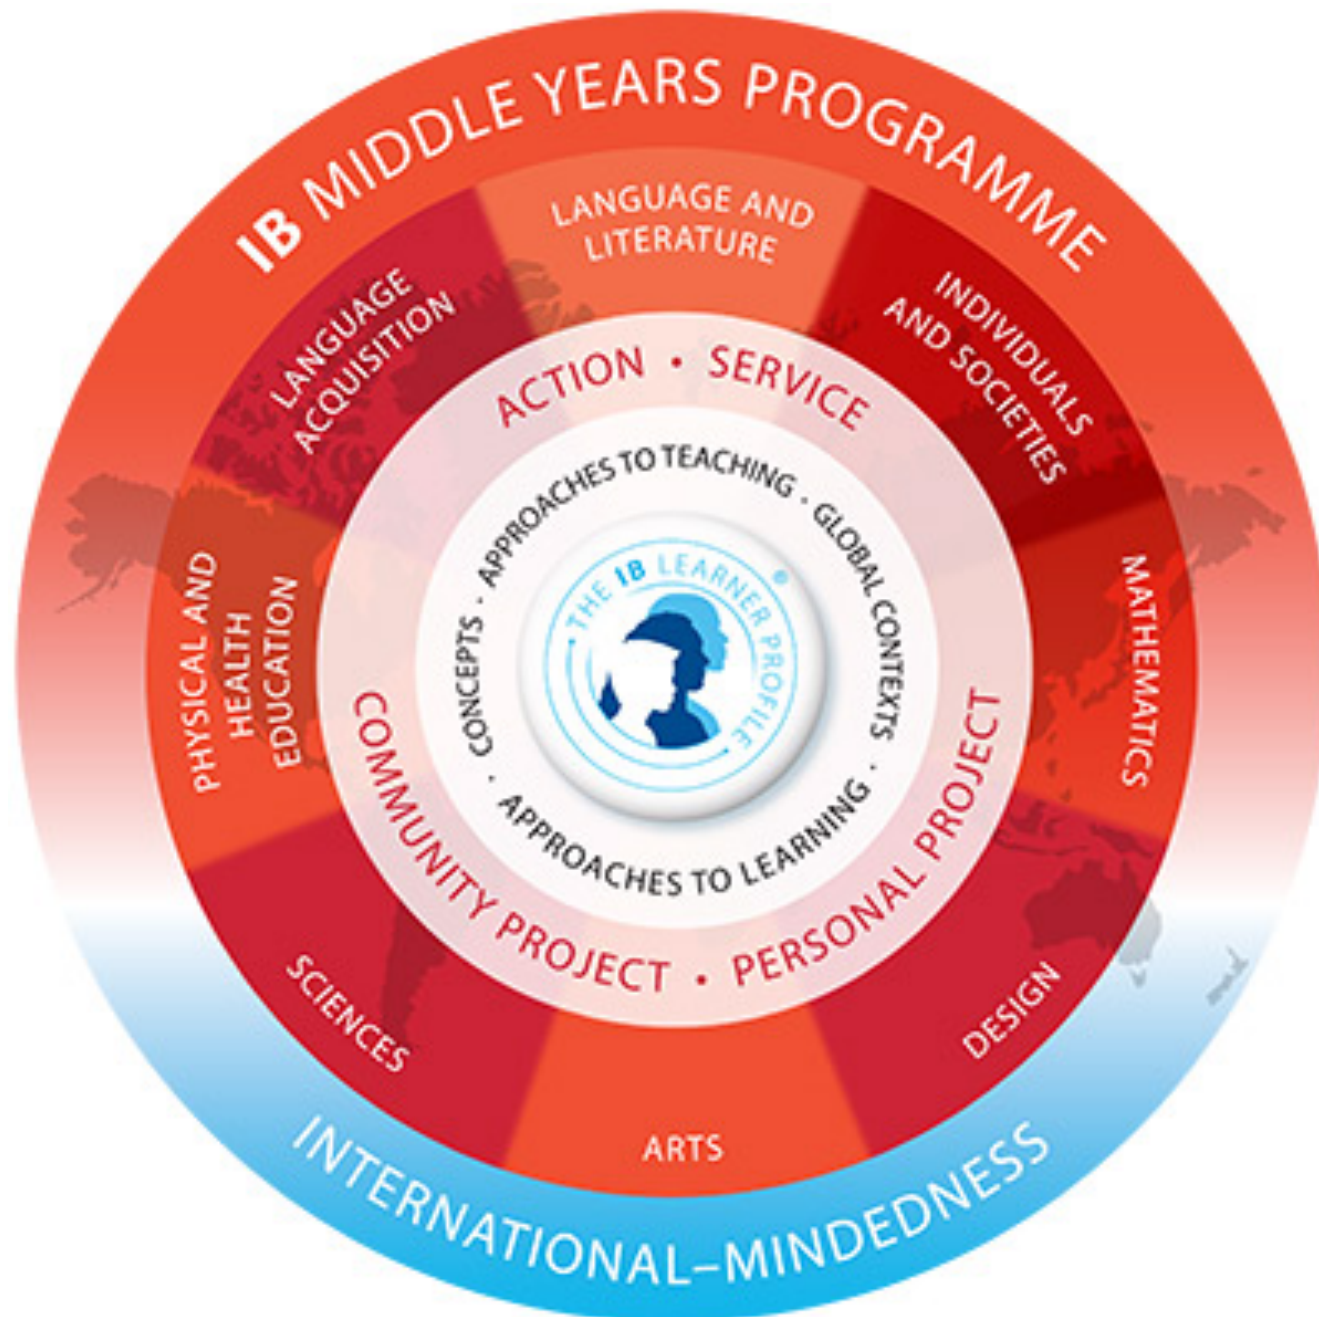 IB MIDDLE YEARS PROGRAMME
LANGUAGE AND
LITERATURE
INDIVIDUALS
AND SOCIETIES
MATHEMATICS
DESIGN
ARTS
SCIENCES
PHYSICAL AND
HEALTH
EDUCATION
LANGUAGE
ACQUISITION
ACTION • SERVICE
PERSONAL PROJECT
COMMUNITY PROJECT •
APPROACHES TO TEACHING •
GLOBAL CONTEXTS •
APPROACHES TO LEARNING •
CONCEPTS •
• THE IB LEARNER PROFILE •®
INTERNATIONAL–MINDEDNESS